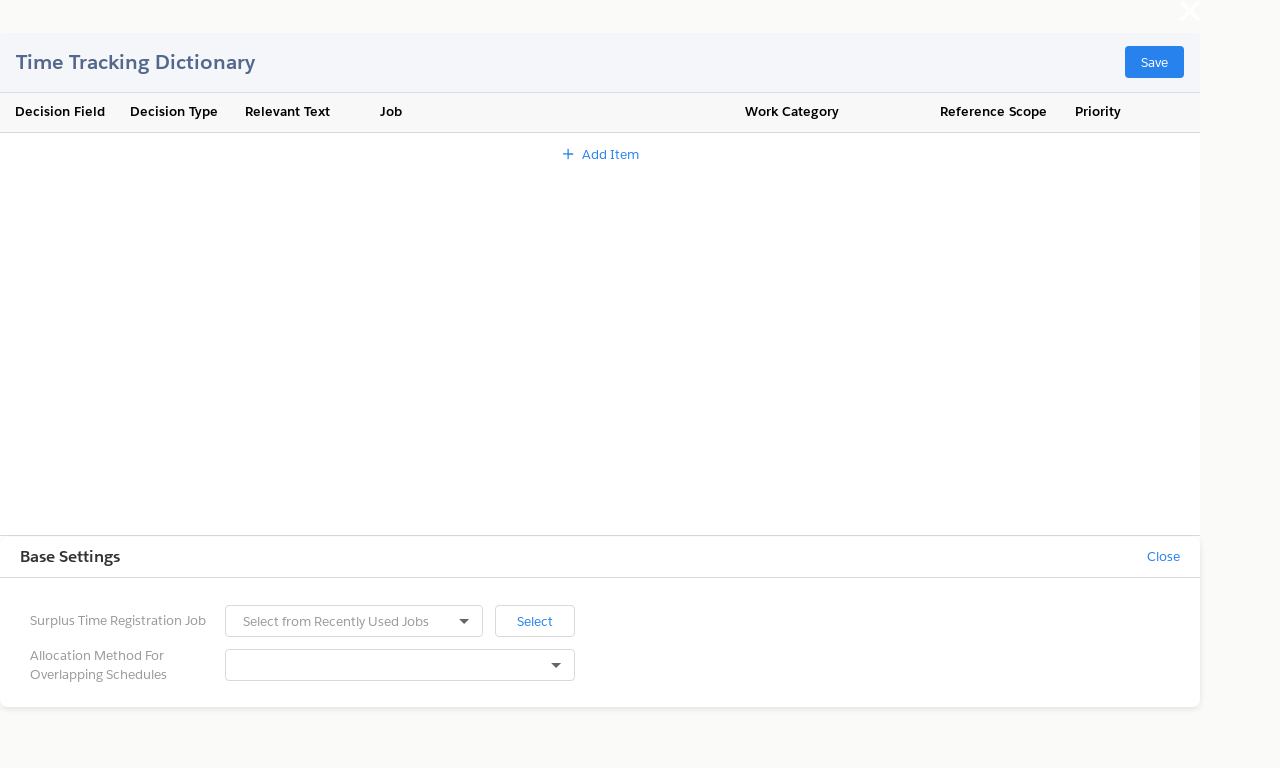 Time Tracking Dictionary
Save
Decision Field Decision Type Relevant Text Job Work Category Reference Scope Priority
+ Add Item
Base Settings
Close
Surplus Time Registration Job
Select from Recently Used Jobs
Select
Allocation Method For
Overlapping Schedules